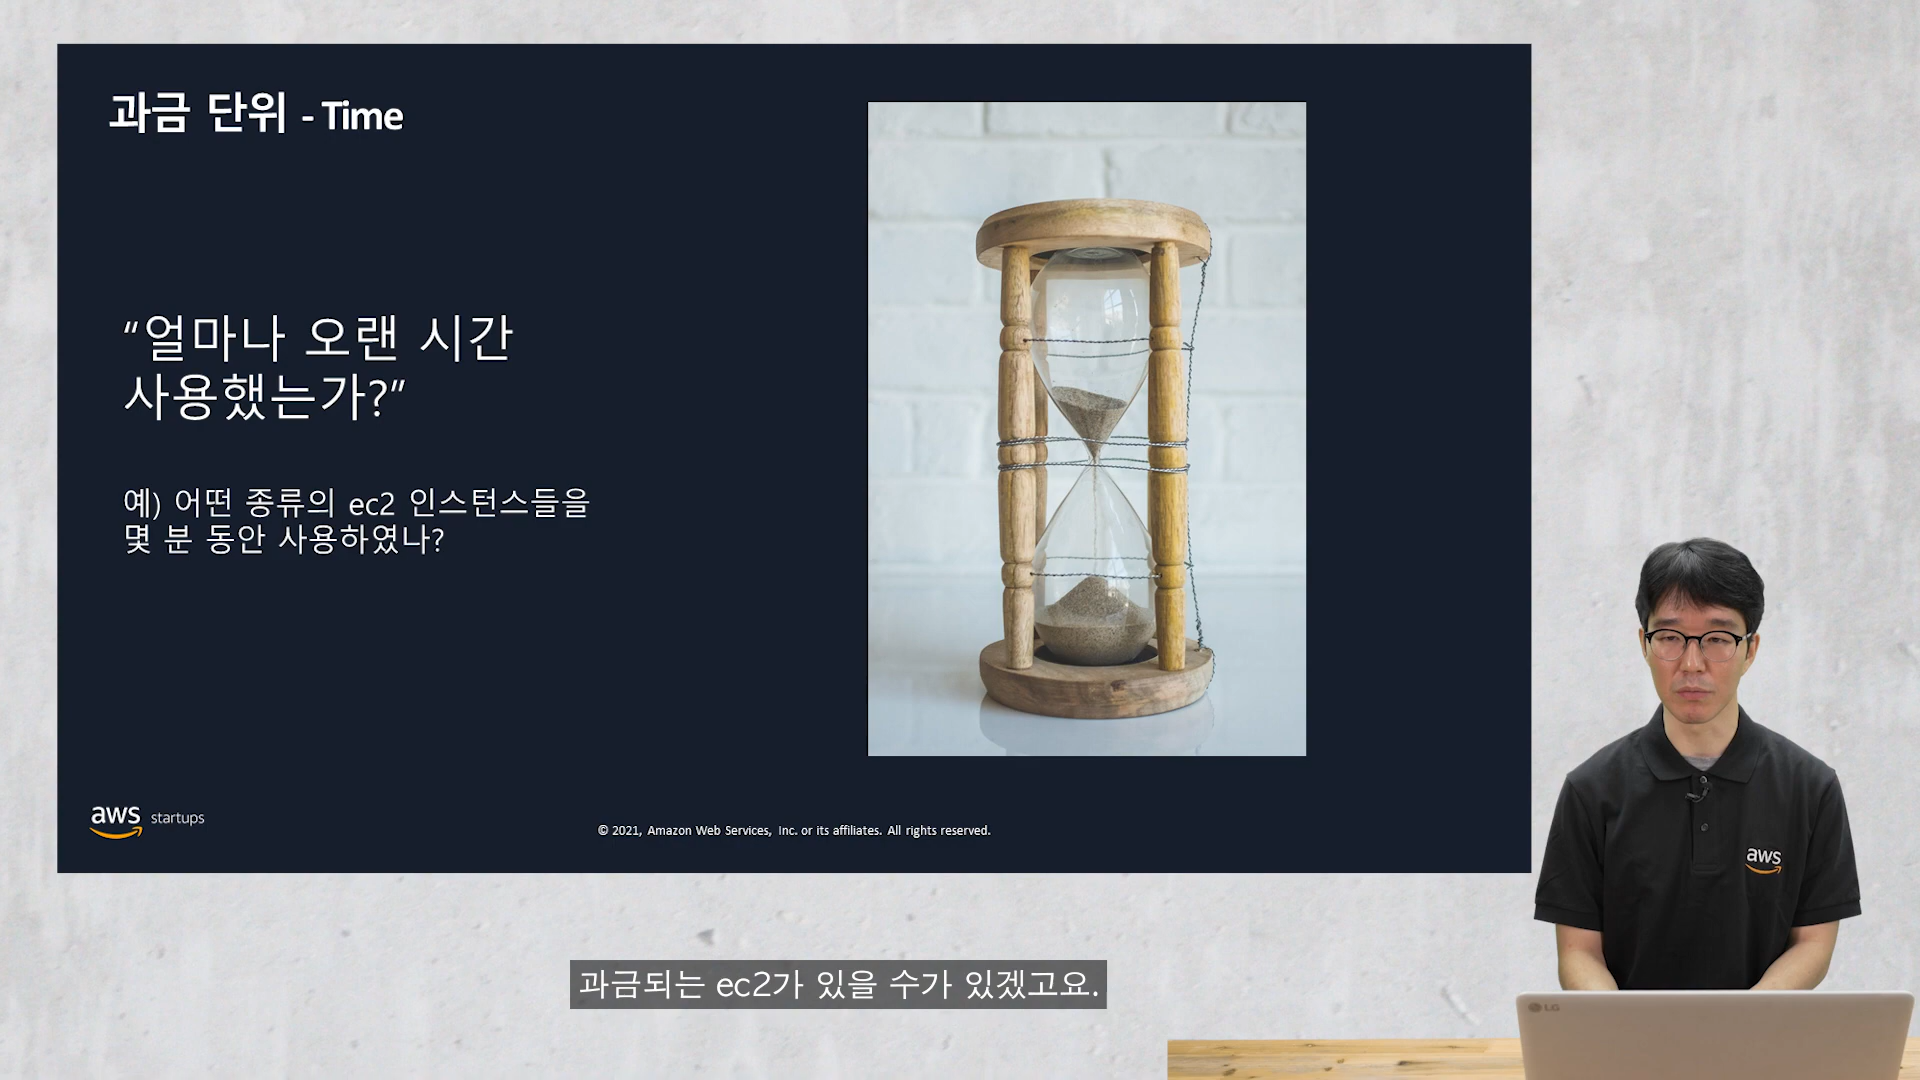 과금 단위 - Time
“얼마나 오랜 시간
사용했는가?”
예) 어떤 종류의 ec2 인스턴스들을
몇 분 동안 사용하였나?
aws startups
© 2021, Amazon Web Services, Inc. or its affiliates. All rights reserved.
aws
과금되는 ec2가 있을 수가 있겠고요.
LG